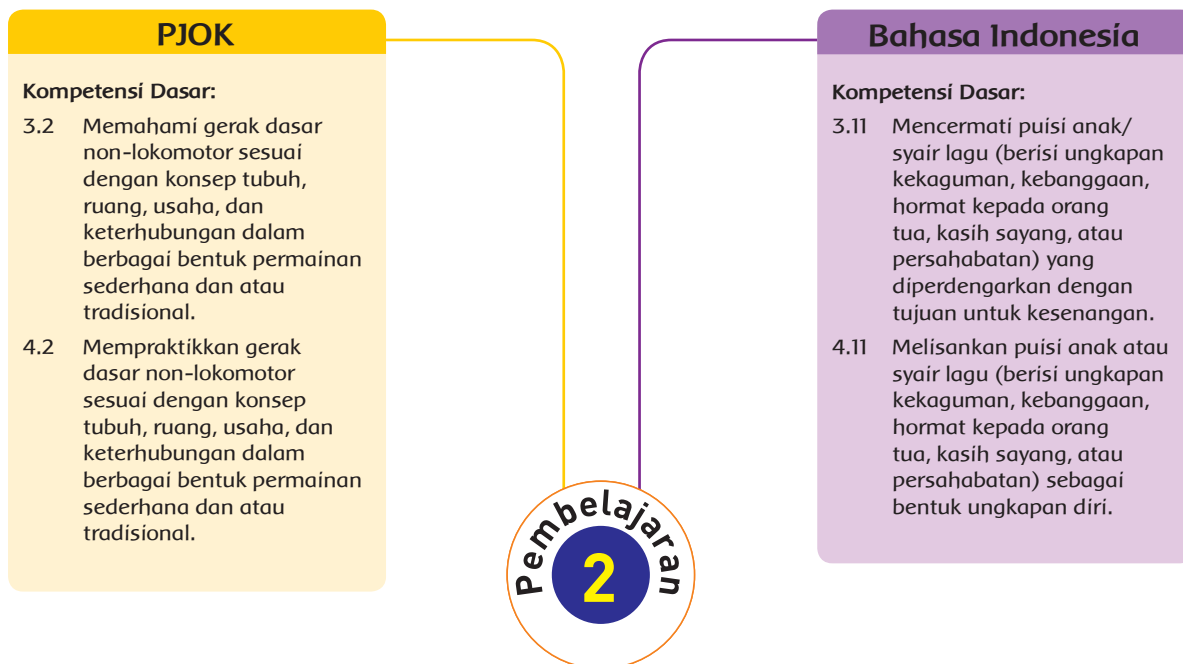 PJOK
Kompetensi Dasar:
3.2 Memahami gerak dasar
non-lokomotor sesuai
dengan konsep tubuh,
ruang, usaha, dan
keterhubungan dalam
berbagai bentuk permainan
sederhana dan atau
tradisional.
4.2 Mempraktikkan gerak
dasar non-lokomotor
sesuai dengan konsep
tubuh, ruang, usaha, dan
keterhubungan dalam
berbagai bentuk permainan
sederhana dan atau
tradisional.
Bahasa Indonesia
Kompetensi Dasar:
3.11 Mencermati puisi anak/
syair lagu (berisi ungkapan
kekaguman, kebanggaan,
hormat kepada orang
tua, kasih sayang, atau
persahabatan) yang
diperdengarkan dengan
tujuan untuk kesenangan.
4.11 Melisankan puisi anak atau
syair lagu (berisi ungkapan
kekaguman, kebanggaan,
hormat kepada orang
tua, kasih sayang, atau
persahabatan) sebagai
bentuk ungkapan diri.
Pembelajaran
2